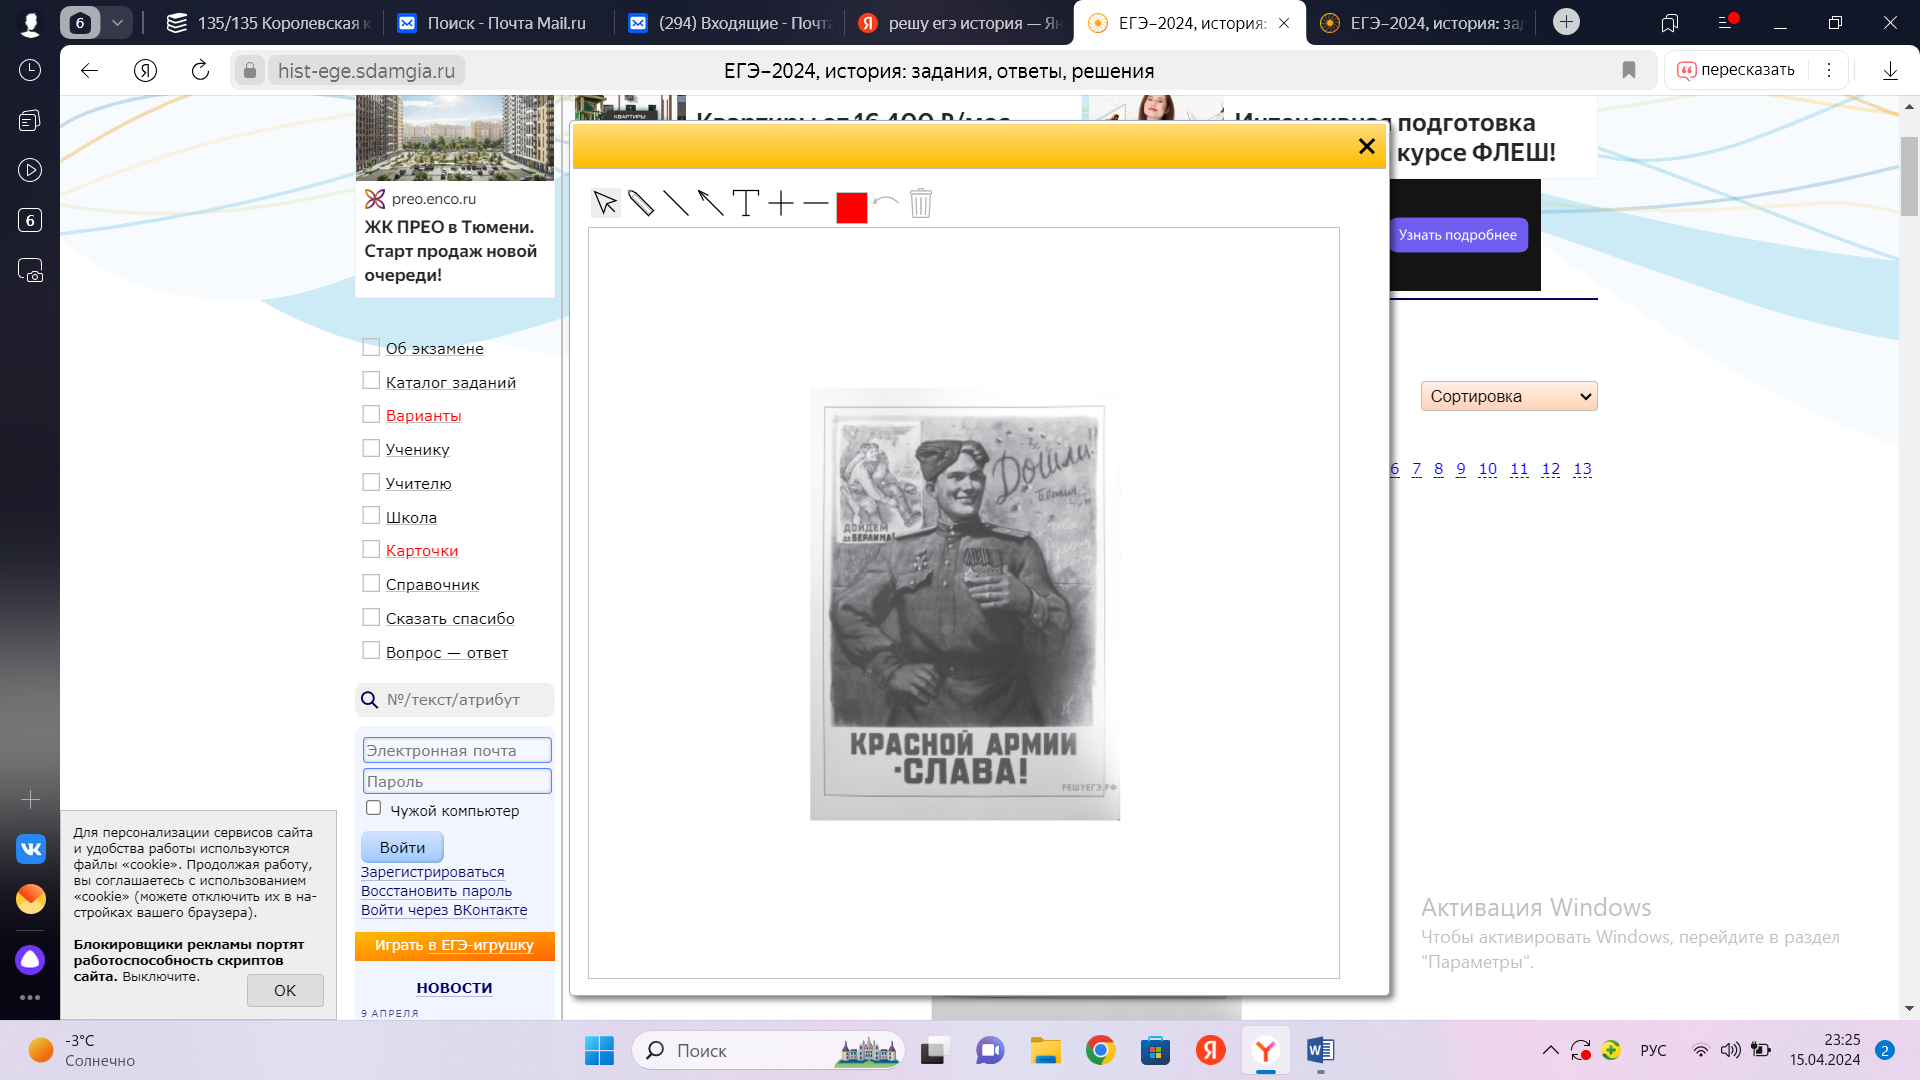 6
135/135 Королевская к
Поиск - Почта Mail.ru
(294) Входящие - Почта
решу егэ история — Ян
ЕГЭ–2024, история:
ЕГЭ–2024, история: за
hist-ege.sdamgia.ru
ЕГЭ–2024, история: задания, ответы, решения
пересказать
6
КВАРТИРЫ
подготовка
курсе ФЛЕШ!
preo.enco.ru
ЖК ПРЕО в Тюмени.
Старт продаж новой
очереди!
Узнать подробнее
Об экзамене
Каталог заданий
Варианты
Ученику
Учителю
Школа
Карточки
Справочник
Сказать спасибо
Вопрос — ответ
№/текст/атрибут
Электронная почта
Пароль
Чужой компьютер
Войти
Зарегистрироваться
Восстановить пароль
Войти через ВКонтакте
Играть в ЕГЭ-игрушку
НОВОСТИ
9 АПРЕЛЯ
Для персонализации сервисов сайта
и удобства работы используются
файлы «cookie». Продолжая работу,
вы соглашаетесь с использованием
«cookie» (можете отключить их в на-
стройках вашего браузера).
Блокировщики рекламы портят
работоспособность скриптов
сайта. Выключите.
OK
Дошли!
ДОЙДЕМ
ДО БЕРЛИНА!
КРАСНОЙ АРМИИ
-СЛАВА!
РЕШУЕГЭ.РФ
Сортировка
6 7 8 9 10 11 12 13
Активация Windows
Чтобы активировать Windows, перейдите в раздел
"Параметры".
-3°C
Солнечно
Поиск
РУС
23:25
15.04.2024
2